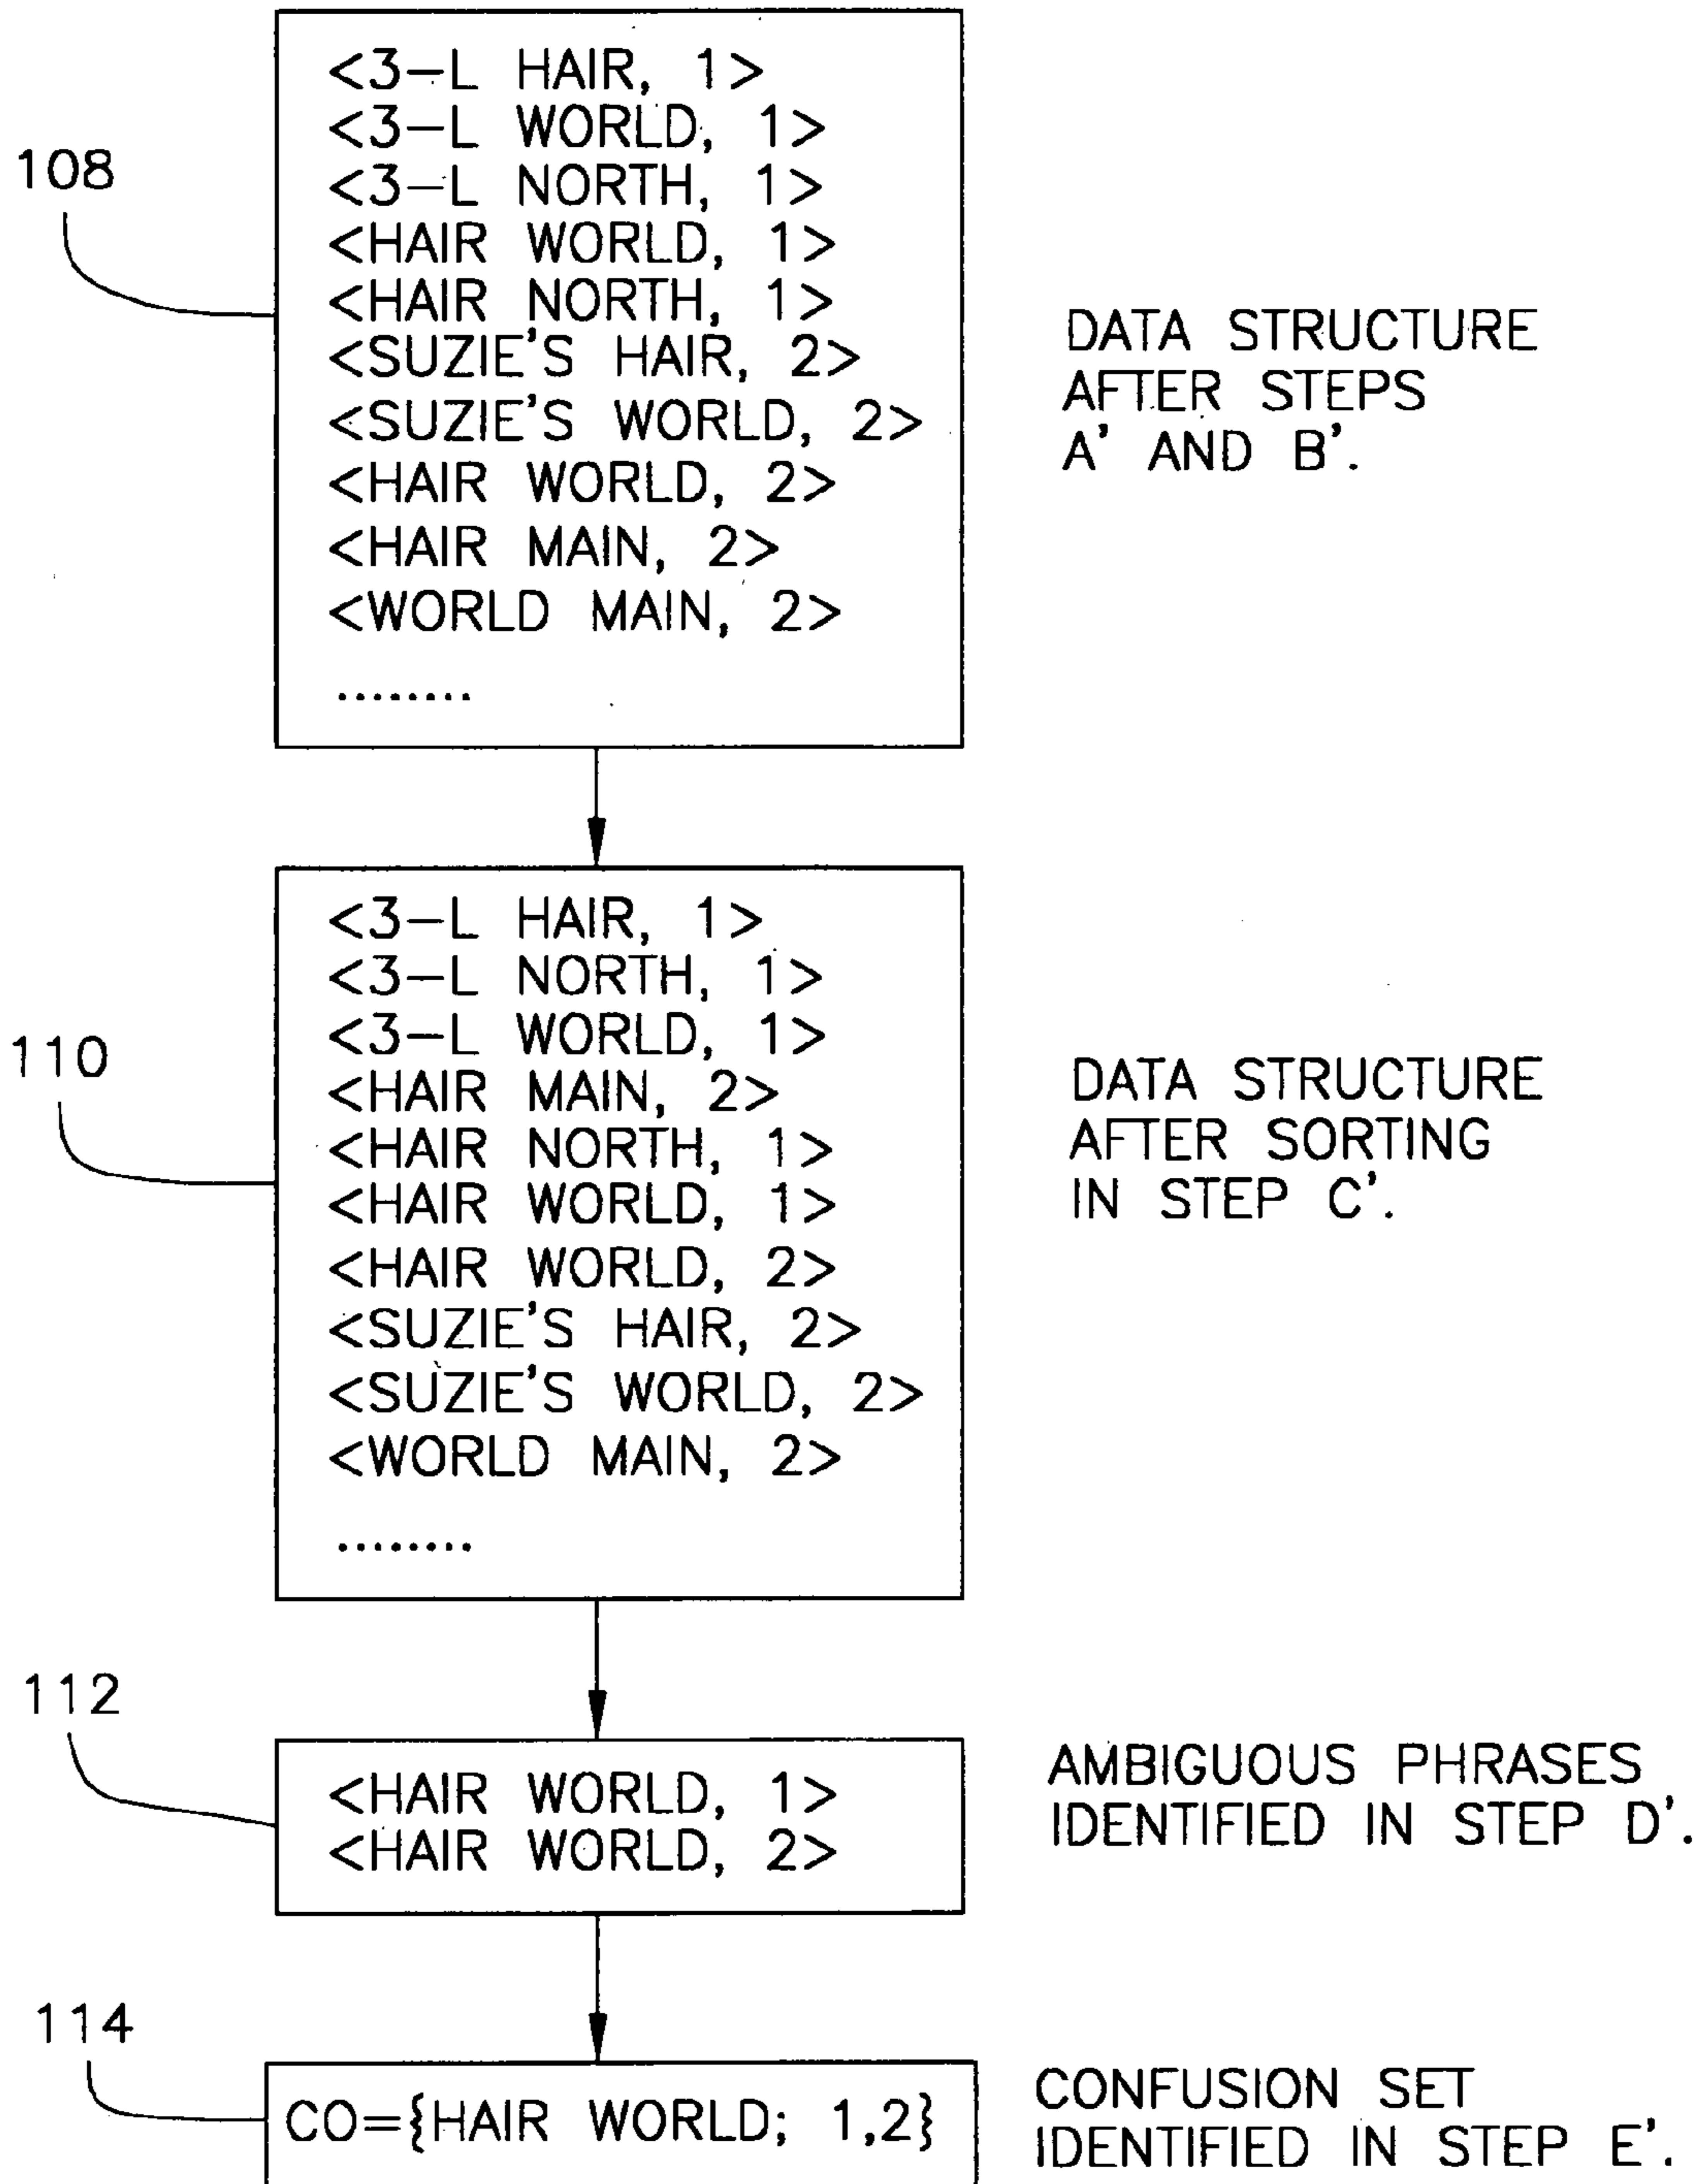 <3-L HAIR, 1>
<3-L WORLD, 1>
<3-L NORTH, 1>
<HAIR WORLD, 1>
<HAIR NORTH, 1>
<SUZIE'S HAIR, 2>
<SUZIE'S WORLD, 2>
<HAIR WORLD, 2>
<HAIR MAIN, 2>
<WORLD MAIN, 2>
........
108
DATA STRUCTURE
AFTER STEPS
A' AND B'.
<3-L HAIR, 1>
<3-L NORTH, 1>
<3-L WORLD, 1>
<HAIR MAIN, 2>
<HAIR NORTH, 1>
<HAIR WORLD, 1>
<HAIR WORLD, 2>
<SUZIE'S HAIR, 2>
<SUZIE'S WORLD, 2>
<WORLD MAIN, 2>
........
110
DATA STRUCTURE
AFTER SORTING
IN STEP C'.
112
<HAIR WORLD, 1>
<HAIR WORLD, 2>
AMBIGUOUS PHRASES
IDENTIFIED IN STEP D'.
114
CO={HAIR WORLD; 1,2}
CONFUSION SET
IDENTIFIED IN STEP E'.